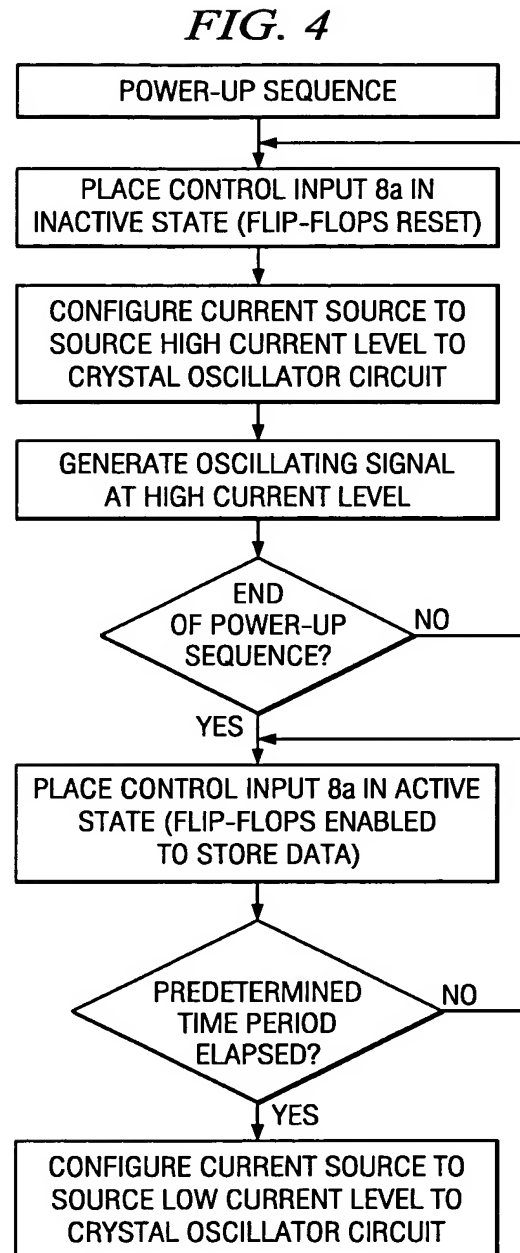 FIG. 4
POWER-UP SEQUENCE
PLACE CONTROL INPUT 8a IN
INACTIVE STATE (FLIP-FLOPS RESET)
CONFIGURE CURRENT SOURCE TO
SOURCE HIGH CURRENT LEVEL TO
CRYSTAL OSCILLATOR CIRCUIT
GENERATE OSCILLATING SIGNAL
AT HIGH CURRENT LEVEL
END
OF POWER-UP
SEQUENCE?
NO
YES
PLACE CONTROL INPUT 8a IN ACTIVE
STATE (FLIP-FLOPS ENABLED
TO STORE DATA)
PREDETERMINED
TIME PERIOD
ELAPSED?
NO
YES
CONFIGURE CURRENT SOURCE TO
SOURCE LOW CURRENT LEVEL TO
CRYSTAL OSCILLATOR CIRCUIT